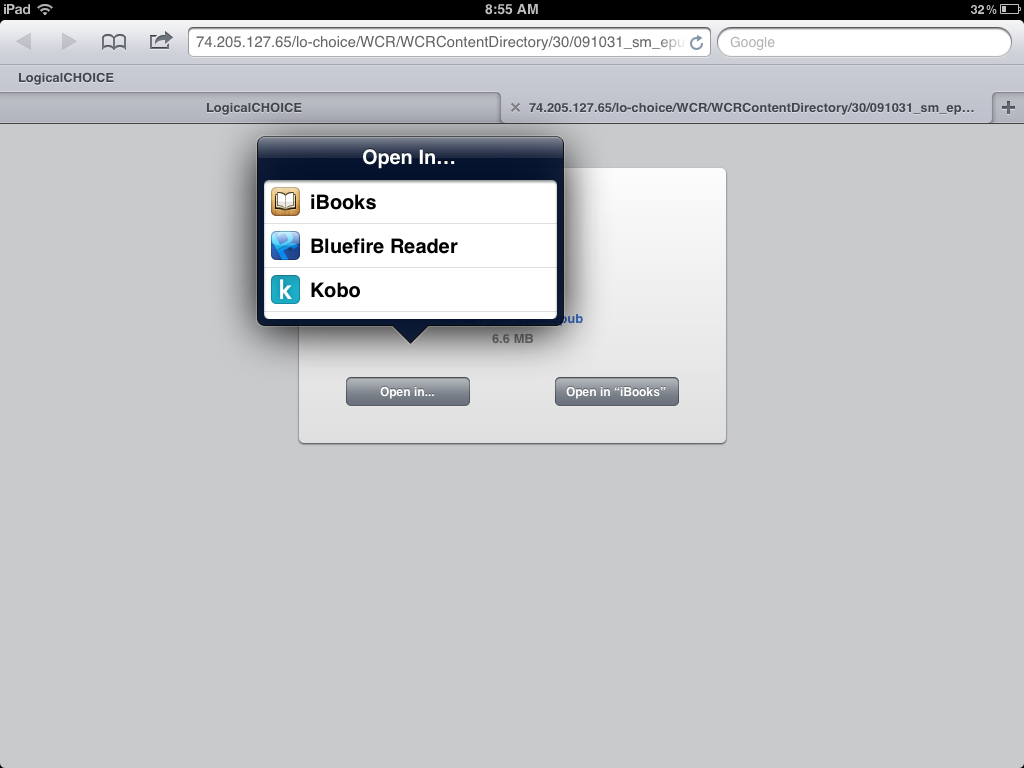 iPad 8:55 AM 32%
74.205.127.65/lo-choice/WCR/WCRContentDirectory/30/091031_sm_epu Google
LogicalCHOICE
LogicalCHOICE 74.205.127.65/lo-choice/WCR/WCRContentDirectory/30/091031_sm_ep…
Open In…
iBooks
Bluefire Reader
k Kobo
pub
6.6 MB
Open in... Open in “iBooks”